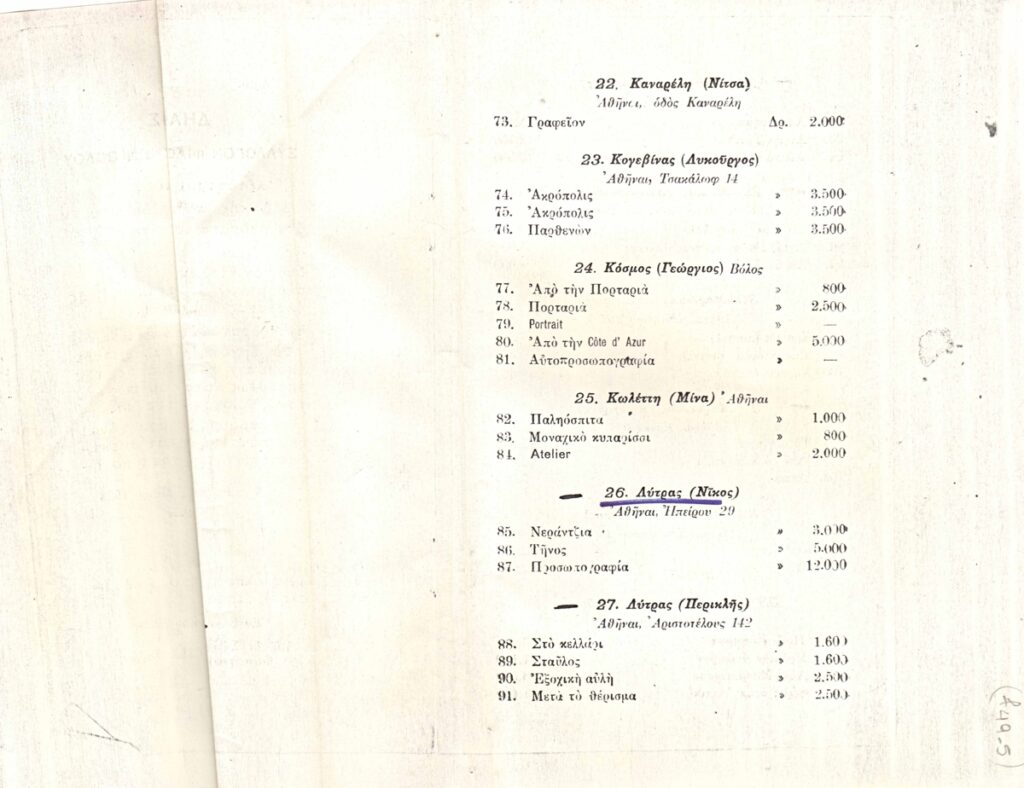 22. Καναρέλη (Νίτσα)
Ἀθῆναι, ὁδὸς Καναρέλη
73. Γραφεῖον Δρ. 2.000
23. Κογεβίνας (Λυκοῦργος)
Ἀθῆναι, Τσακάλωφ 14
74. Ἀκρόπολις » 3.500
75. Ἀκρόπολις » 3.500
76. Παρθενὼν » 3.500
24. Κόσμος (Γεώργιος) Βόλος
77. Ἀπὸ τὴν Πορταριὰ » 800
78. Πορταριὰ » 2.500
79. Portrait » —
80. Ἀπὸ τὴν Côte d' Azur » 5.000
81. Αὐτοπροσωπογραφία » —
25. Κωλέττη (Μίνα) Ἀθῆναι
82. Παληόσπιτα » 1.000
83. Μοναχικὸ κυπαρίσσι » 800
84. Atelier » 2.000
— 26. Λύτρας (Νῖκος)
Ἀθῆναι, Ἠπείρου 29
85. Νεράντζια » 3.000
86. Τῆνος » 5.000
87. Προσωπογραφία » 12.000
— 27. Λύτρας (Περικλῆς)
Ἀθῆναι, Ἀριστοτέλους 142
88. Στὸ κελλάρι » 1.600
89. Σταῦλος » 1.600
90. Ἐξοχικὴ αὐλὴ » 2.500
91. Μετὰ τὸ θέρισμα » 2.500